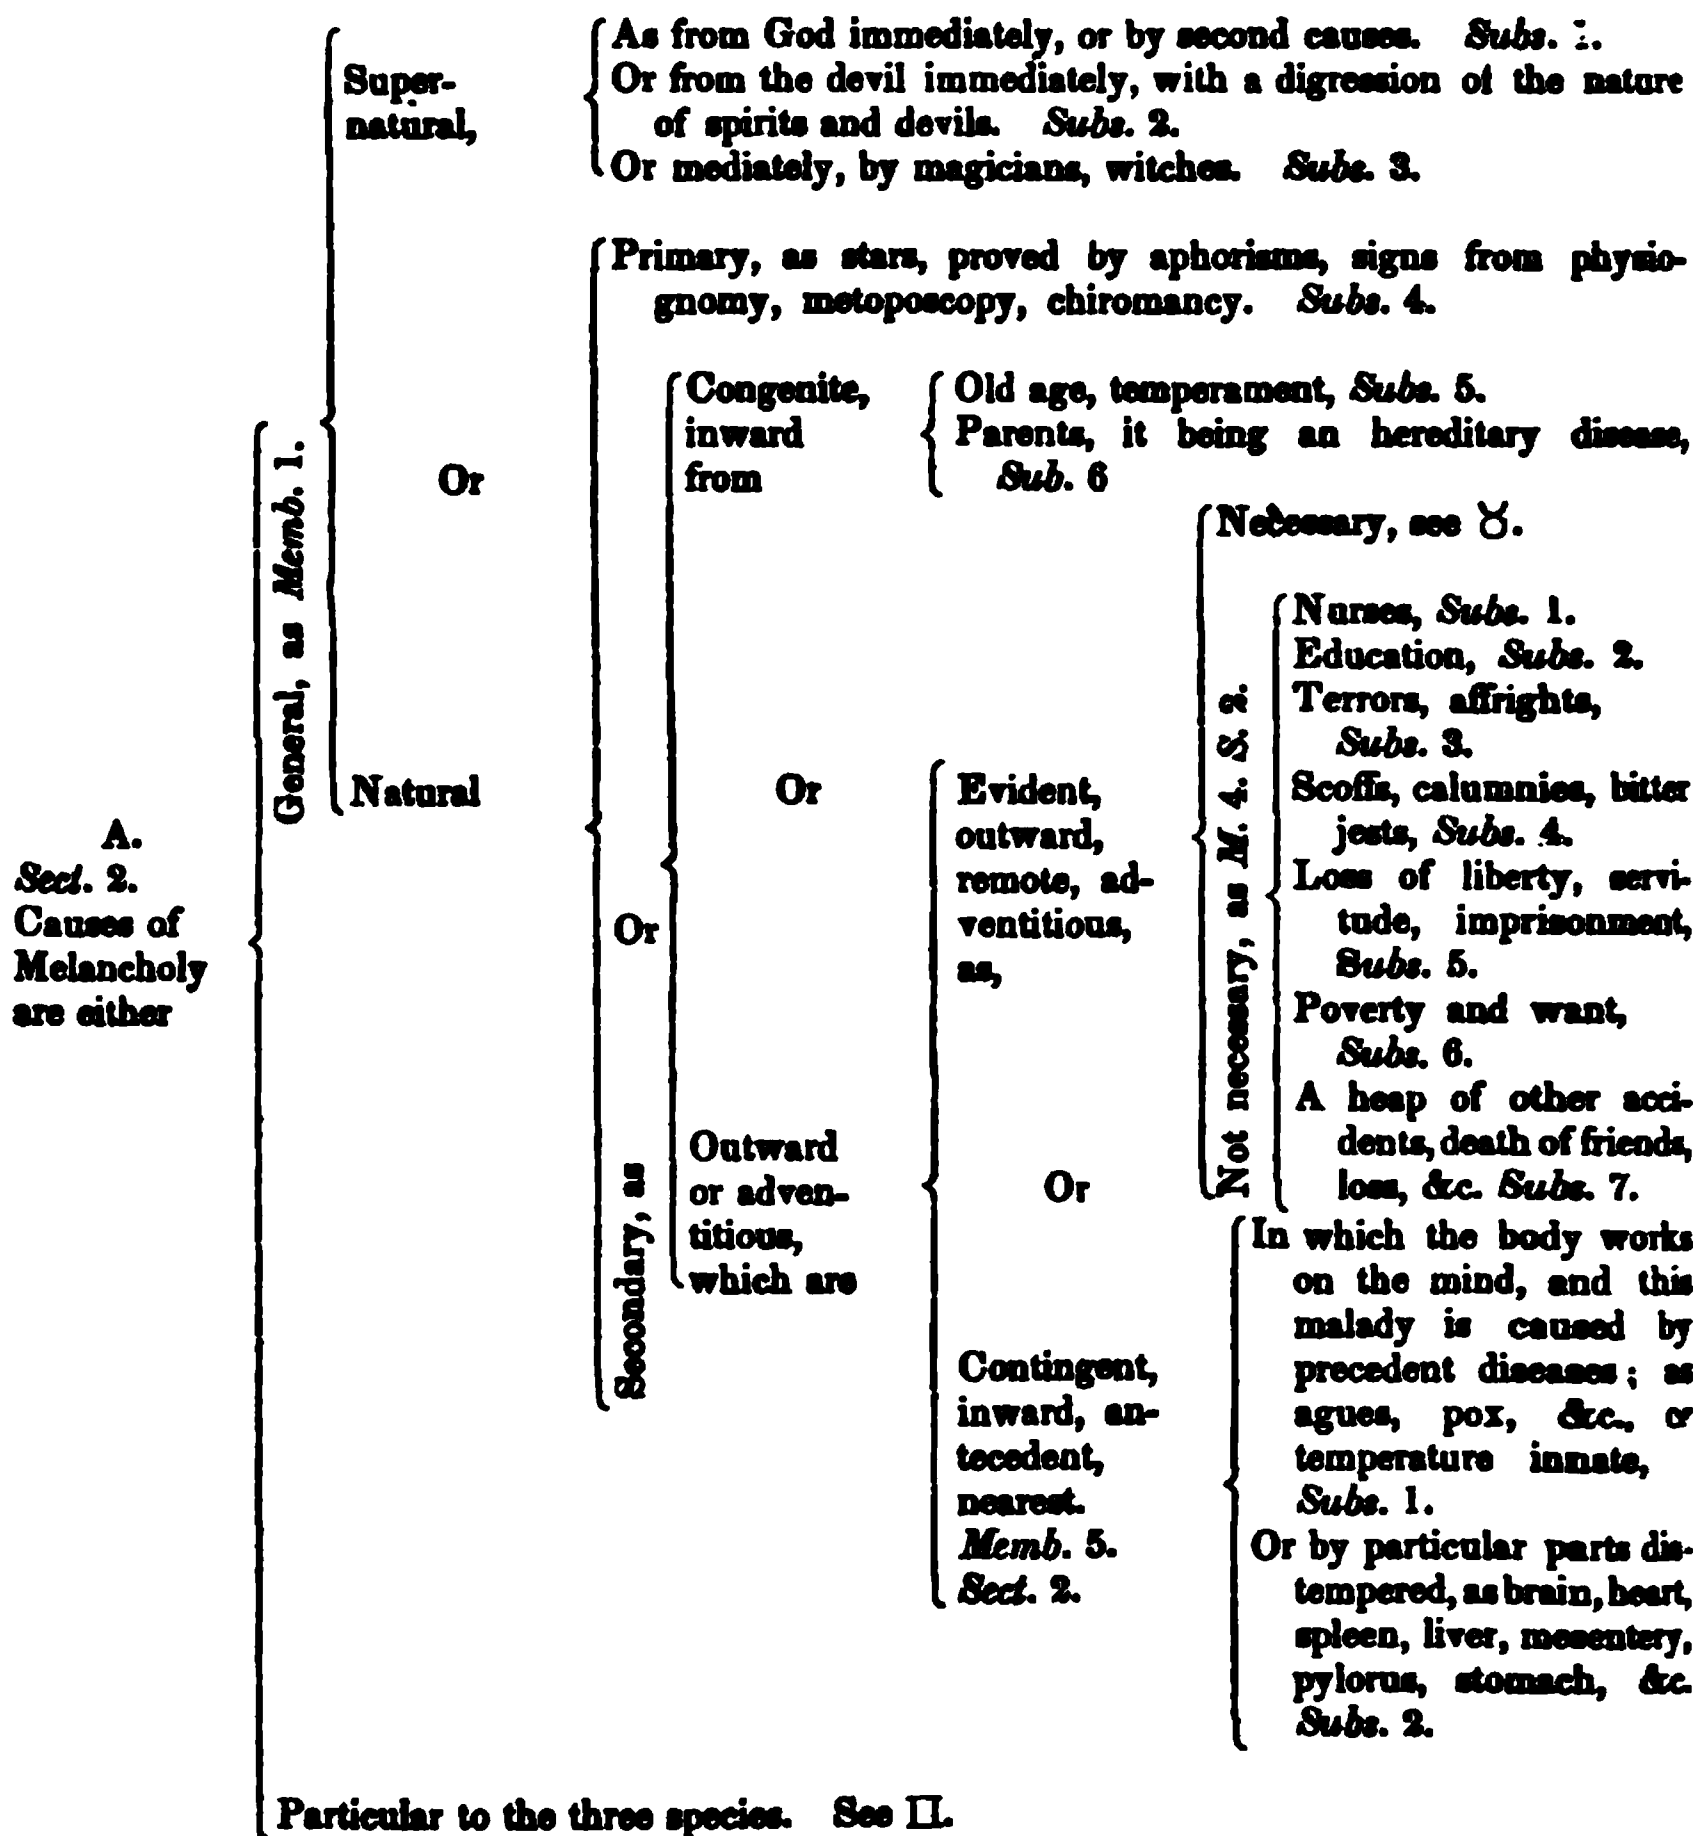 A.
Sect. 2.
Causes of
Melancholy
are either
General, as Memb. 1.
Super-
natural,
As from God immediately, or by second causes. Subs. 1.
Or from the devil immediately, with a digression of the nature
of spirits and devils. Subs. 2.
Or mediately, by magicians, witches. Subs. 3.
Or
Natural
Primary, as stars, proved by aphorisms, signs from physio-
gnomy, metoposcopy, chiromancy. Subs. 4.
Or
Secondary, as
Congenite,
inward
from
Old age, temperament, Subs. 5.
Parents, it being an hereditary disease,
Sub. 6
Or
Outward
or adven-
titious,
which are
Evident,
outward,
remote, ad-
ventitious,
as,
Necessary, see ♉.
Not necessary, as M. 4. S. 2.
Nurses, Subs. 1.
Education, Subs. 2.
Terrors, affrights,
Subs. 3.
Scoffs, calumnies, bitter
jests, Subs. 4.
Loss of liberty, servi-
tude, imprisonment,
Subs. 5.
Poverty and want,
Subs. 6.
A heap of other acci-
dents, death of friends,
loss, &c. Subs. 7.
Or
Contingent,
inward, an-
tecedent,
nearest.
Memb. 5.
Sect. 2.
In which the body works
on the mind, and this
malady is caused by
precedent diseases; as
agues, pox, &c., or
temperature innate,
Subs. 1.
Or by particular parts dis-
tempered, as brain, heart,
spleen, liver, mesentery,
pylorus, stomach, &c.
Subs. 2.
Particular to the three species. See ♊.